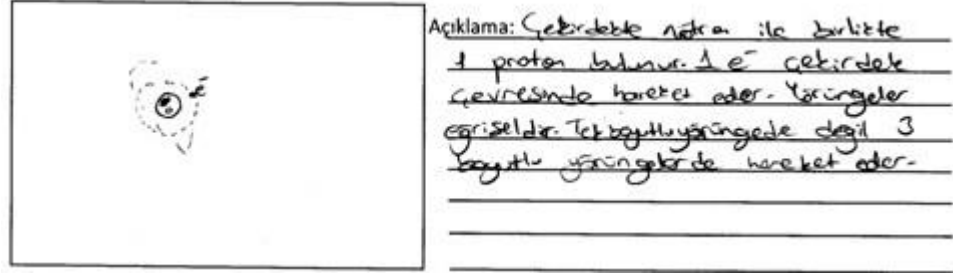 e⁻
Açıklama: Çekirdekte nötron ile birlikte
1 proton bulunur. 1 e⁻ çekirdek
çevresinde hareket eder. Yörüngeler
eğriseldir. Tek boyutlu yörüngede değil 3
boyutlu yörüngelerde hareket eder.